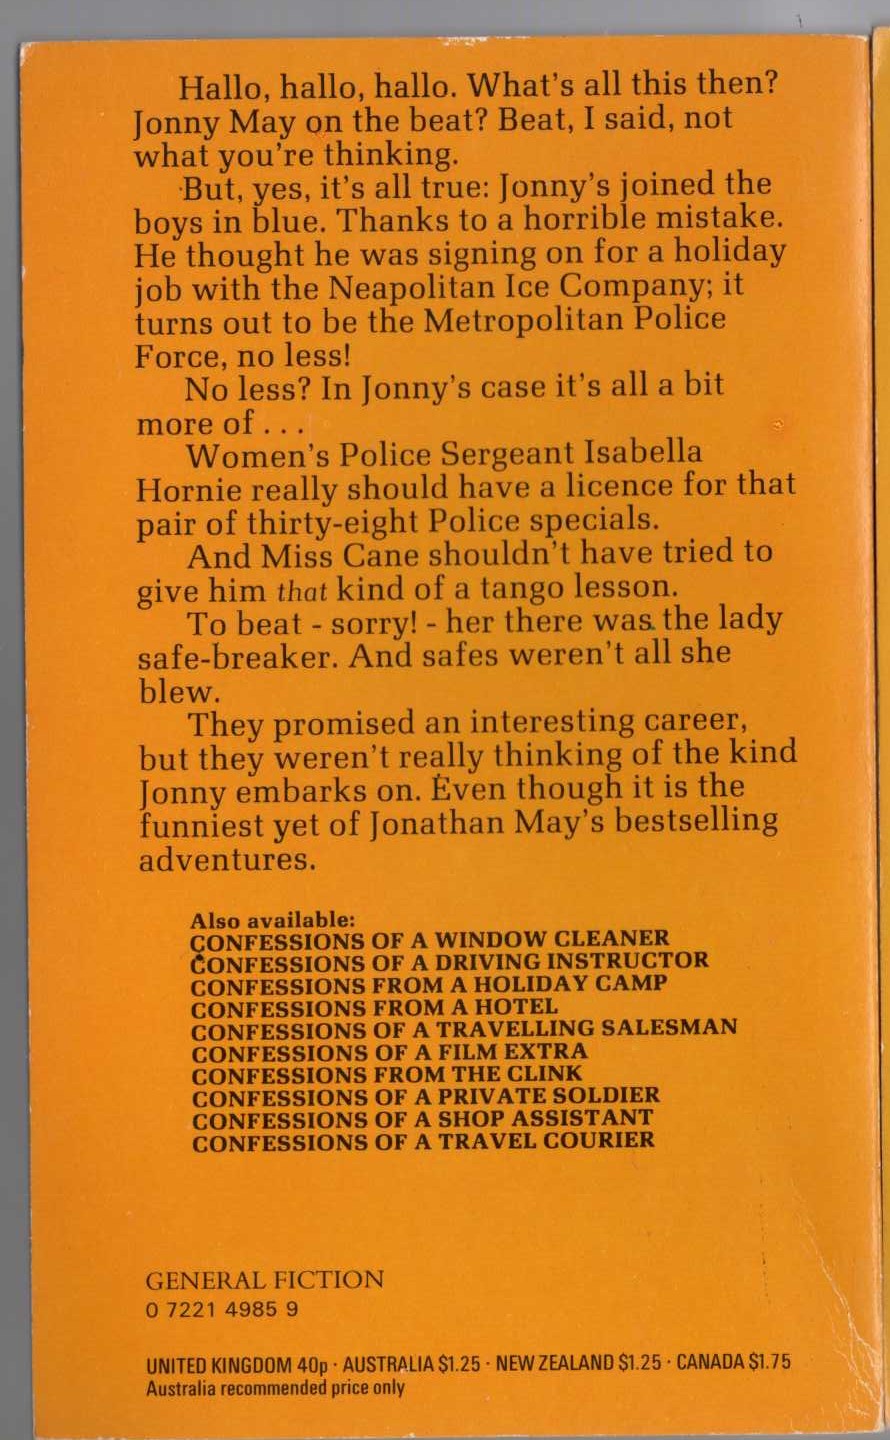 Hallo, hallo, hallo. What's all this then?
Jonny May on the beat? Beat, I said, not
what you're thinking.
But, yes, it's all true: Jonny's joined the
boys in blue. Thanks to a horrible mistake.
He thought he was signing on for a holiday
job with the Neapolitan Ice Company; it
turns out to be the Metropolitan Police
Force, no less!
No less? In Jonny's case it's all a bit
more of . . .
Women's Police Sergeant Isabella
Hornie really should have a licence for that
pair of thirty-eight Police specials.
And Miss Cane shouldn't have tried to
give him that kind of a tango lesson.
To beat - sorry! - her there was the lady
safe-breaker. And safes weren't all she
blew.
They promised an interesting career,
but they weren't really thinking of the kind
Jonny embarks on. Even though it is the
funniest yet of Jonathan May's bestselling
adventures.
Also available:
CONFESSIONS OF A WINDOW CLEANER
CONFESSIONS OF A DRIVING INSTRUCTOR
CONFESSIONS FROM A HOLIDAY CAMP
CONFESSIONS FROM A HOTEL
CONFESSIONS OF A TRAVELLING SALESMAN
CONFESSIONS OF A FILM EXTRA
CONFESSIONS FROM THE CLINK
CONFESSIONS OF A PRIVATE SOLDIER
CONFESSIONS OF A SHOP ASSISTANT
CONFESSIONS OF A TRAVEL COURIER
GENERAL FICTION
0 7221 4985 9
UNITED KINGDOM 40p · AUSTRALIA $1.25 · NEW ZEALAND $1.25 · CANADA $1.75
Australia recommended price only